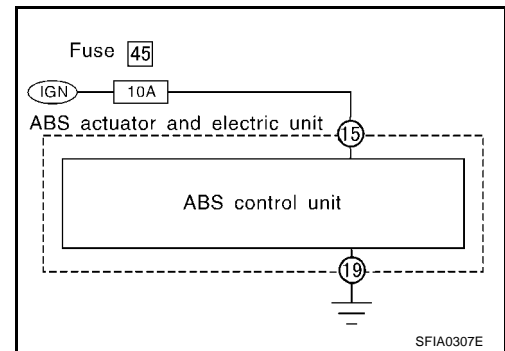 Fuse 45
IGN 10A
ABS actuator and electric unit
15
ABS control unit
19
SFIA0307E